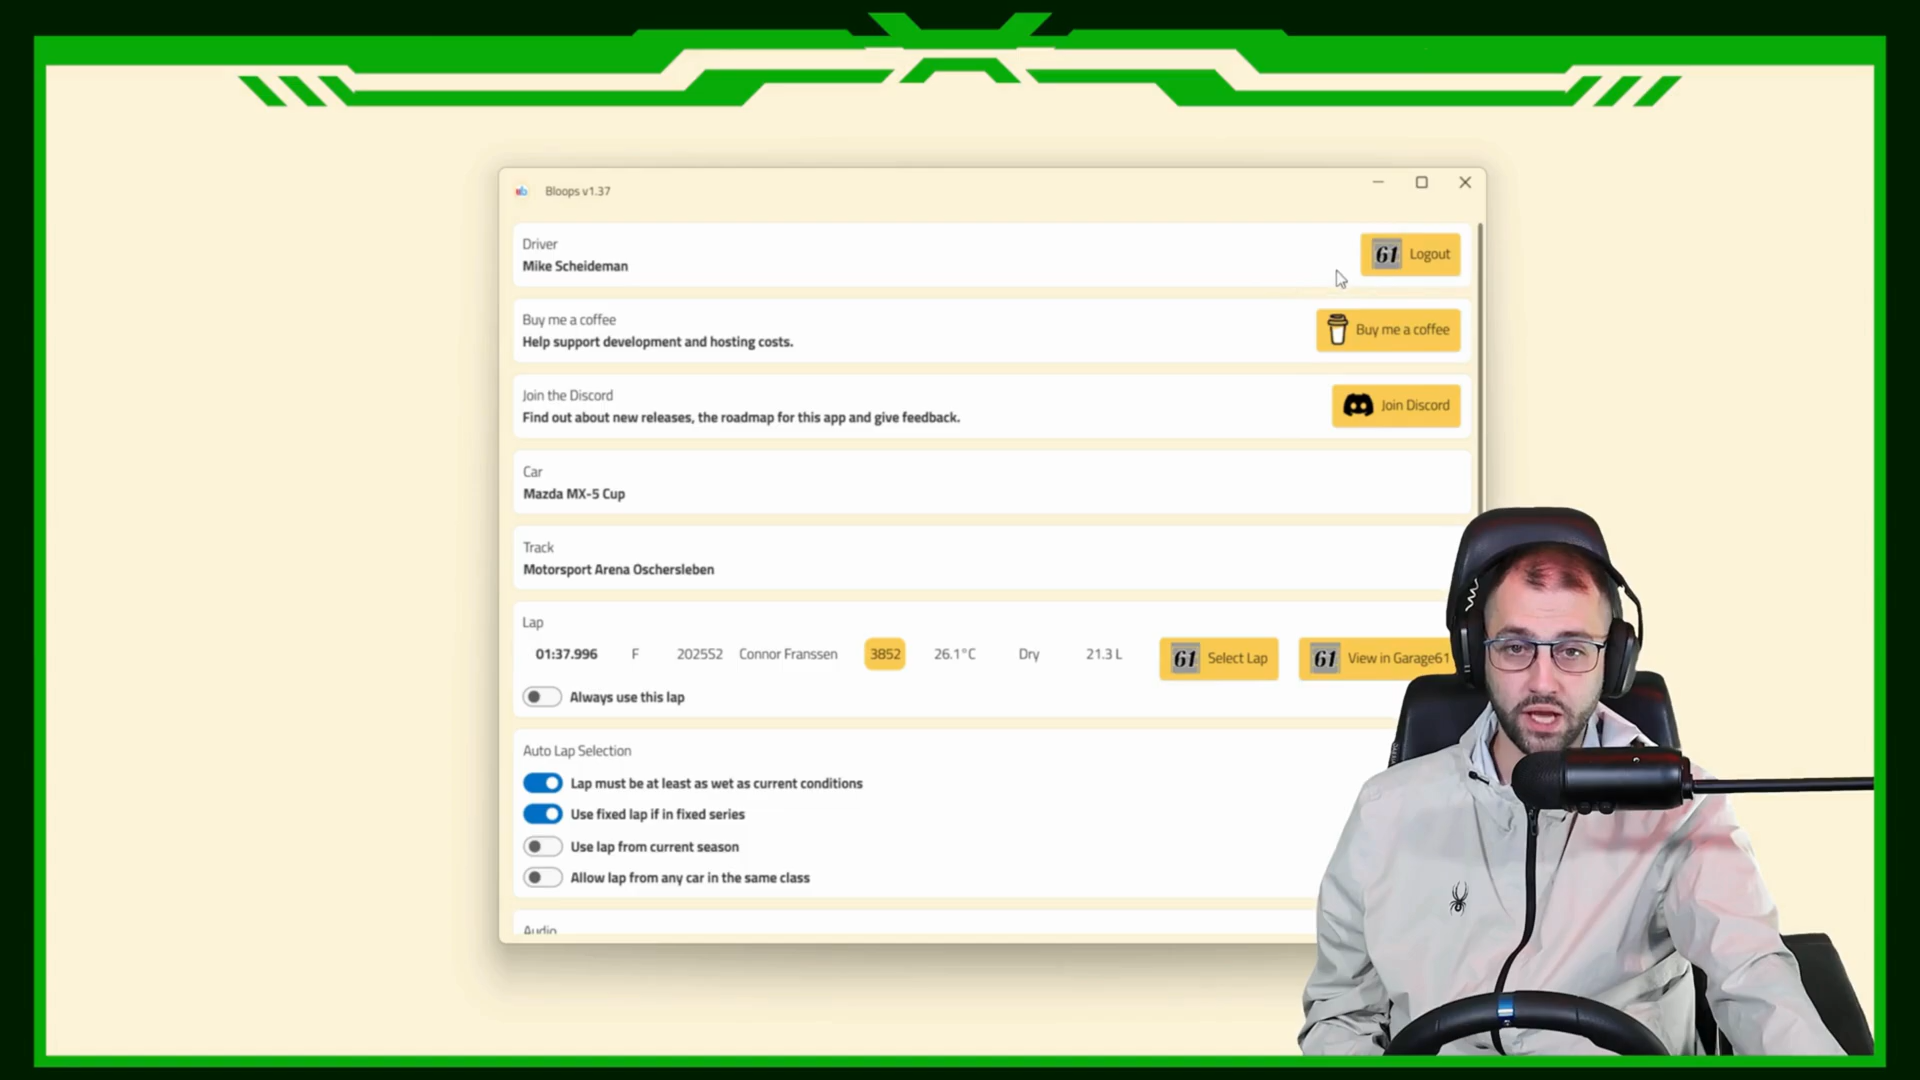 Bloops v1.37
Driver
Mike Scheideman
61 Logout
Buy me a coffee
Help support development and hosting costs.
Buy me a coffee
Join the Discord
Find out about new releases, the roadmap for this app and give feedback.
Join Discord
Car
Mazda MX-5 Cup
Track
Motorsport Arena Oschersleben
Lap
01:37.996 F 2025S2 Connor Franssen 3852 26.1°C Dry 21.3 L 61 Select Lap 61 View in Garage61
Always use this lap
Auto Lap Selection
Lap must be at least as wet as current conditions
Use fixed lap if in fixed series
Use lap from current season
Allow lap from any car in the same class
Audio